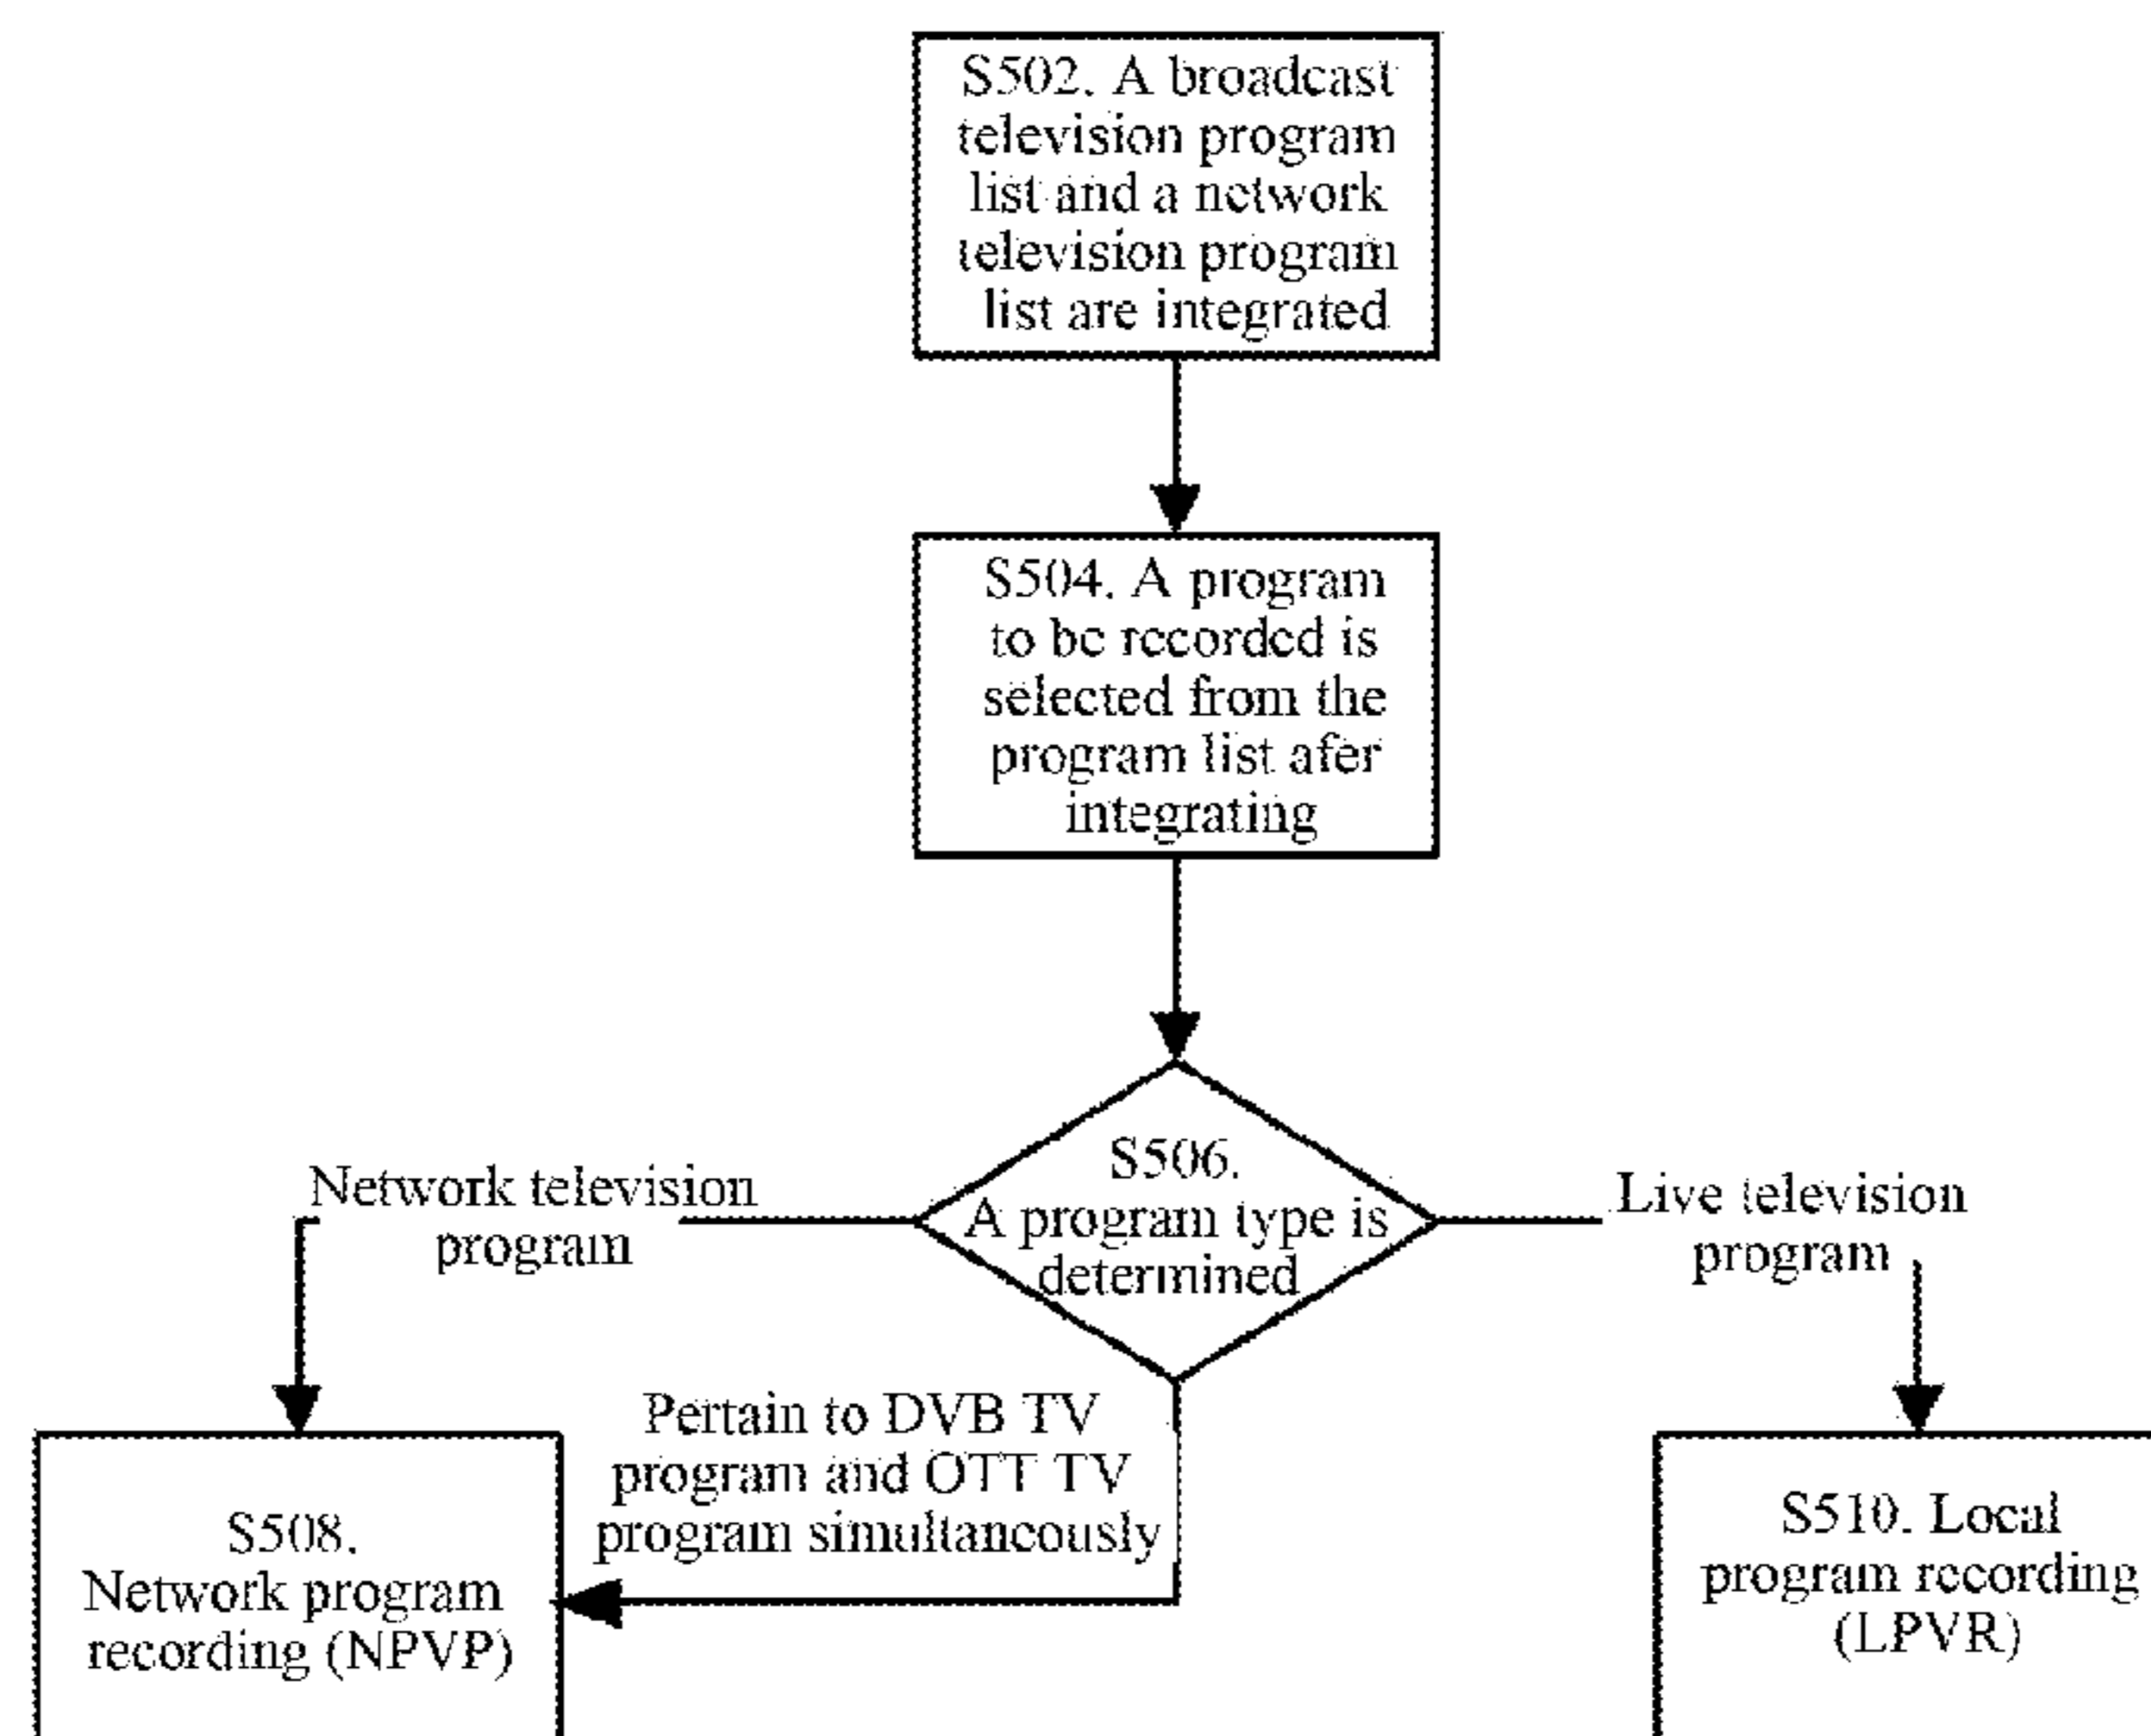 S502. A broadcast
television program
list and a network
television program
list are integrated
S504. A program
to be recorded is
selected from the
program list afer
integrating
S506.
A program type is
determined
Network television
program
Live television
program
Pertain to DVB TV
program and OTT TV
program simultaneously
S508.
Network program
recording (NPVP)
S510. Local
program recording
(LPVR)